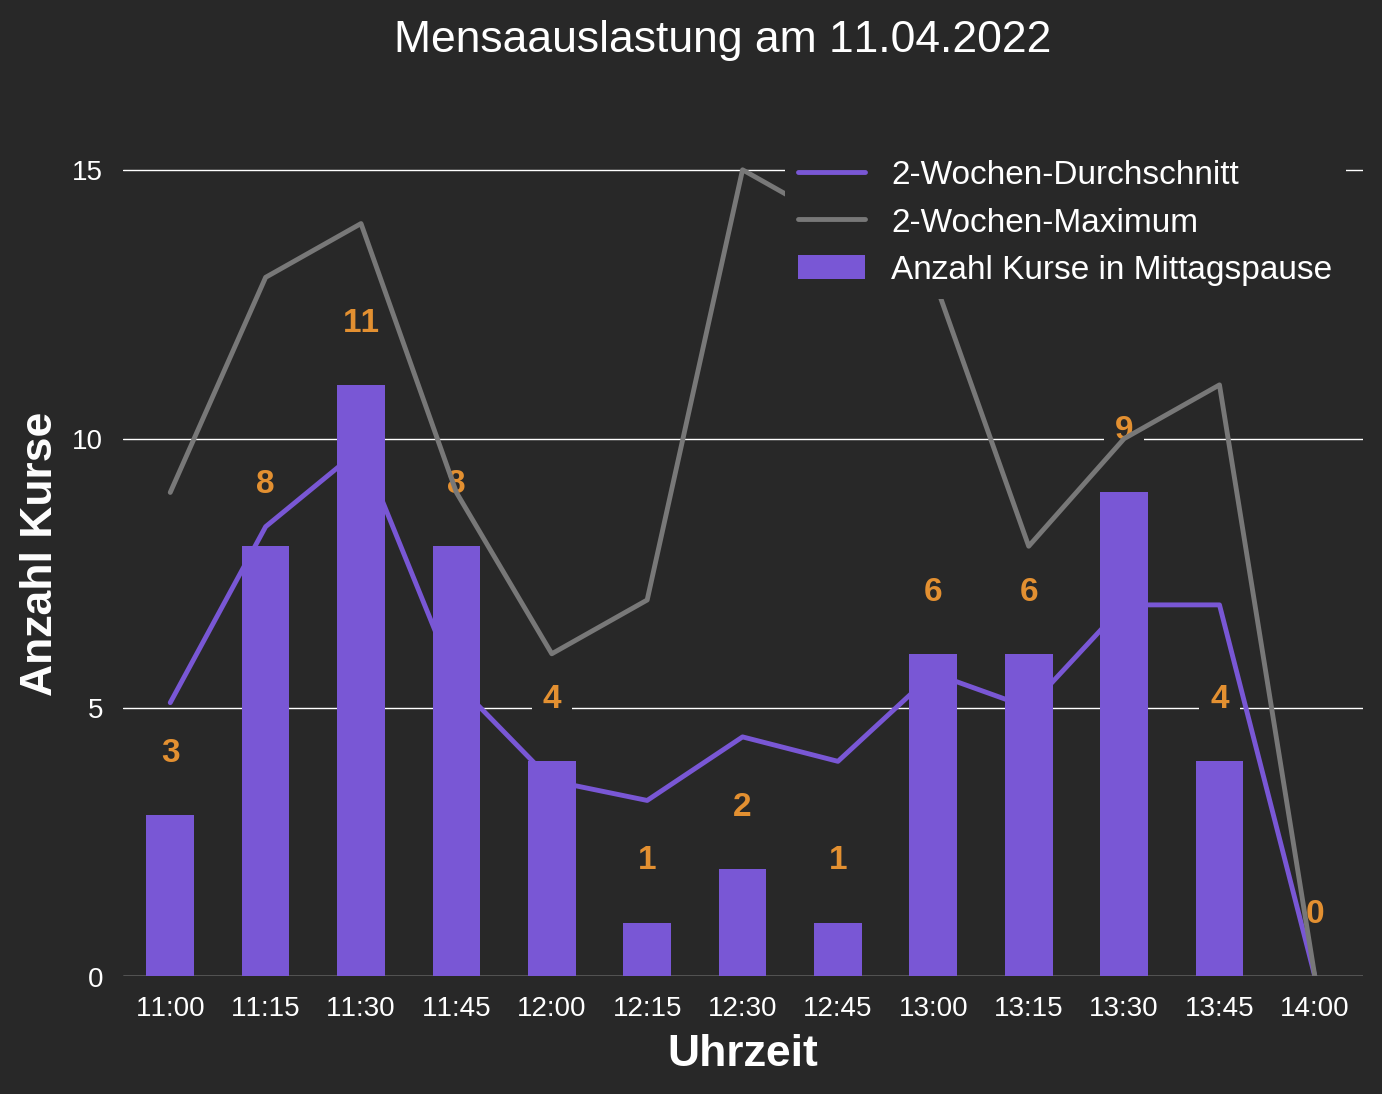 Mensaauslastung am 11.04.2022
2-Wochen-Durchschnitt
2-Wochen-Maximum
Anzahl Kurse in Mittagspause
Anzahl Kurse
15
10
5
0
3
8
11
8
4
1
2
1
6
6
9
4
0
11:00 11:15 11:30 11:45 12:00 12:15 12:30 12:45 13:00 13:15 13:30 13:45 14:00
Uhrzeit